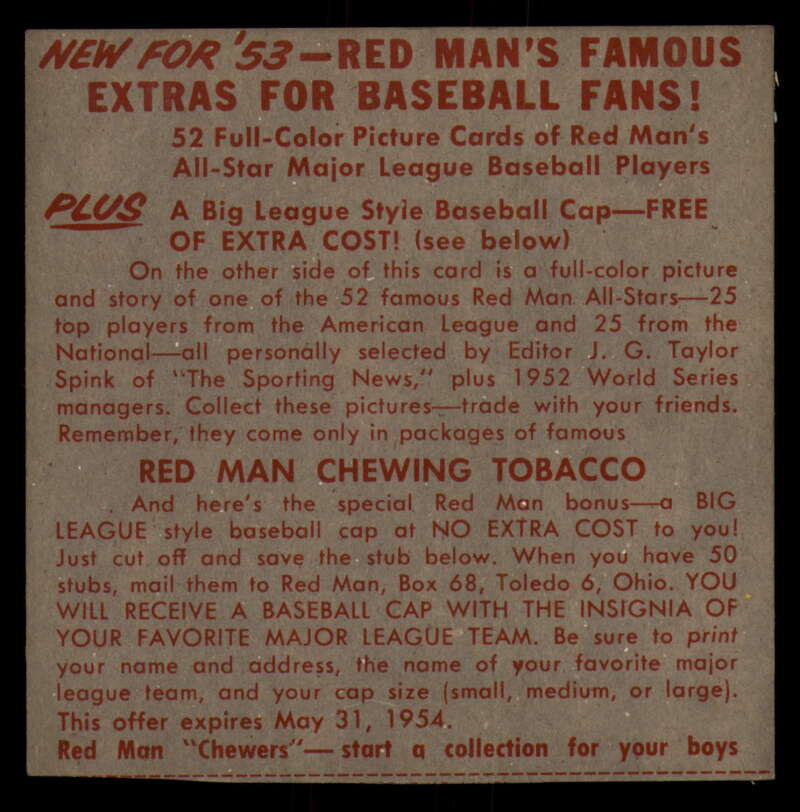 NEW FOR '53—RED MAN'S FAMOUS
EXTRAS FOR BASEBALL FANS!
52 Full-Color Picture Cards of Red Man's
All-Star Major League Baseball Players
PLUS A Big League Style Baseball Cap—FREE
OF EXTRA COST! (see below)
On the other side of this card is a full-color picture
and story of one of the 52 famous Red Man All-Stars—25
top players from the American League and 25 from the
National—all personally selected by Editor J. G. Taylor
Spink of "The Sporting News," plus 1952 World Series
managers. Collect these pictures—trade with your friends.
Remember, they come only in packages of famous
RED MAN CHEWING TOBACCO
And here's the special Red Man bonus—a BIG
LEAGUE style baseball cap at NO EXTRA COST to you!
Just cut off and save the stub below. When you have 50
stubs, mail them to Red Man, Box 68, Toledo 6, Ohio. YOU
WILL RECEIVE A BASEBALL CAP WITH THE INSIGNIA OF
YOUR FAVORITE MAJOR LEAGUE TEAM. Be sure to print
your name and address, the name of your favorite major
league team, and your cap size (small, medium, or large).
This offer expires May 31, 1954.
Red Man "Chewers"—start a collection for your boys